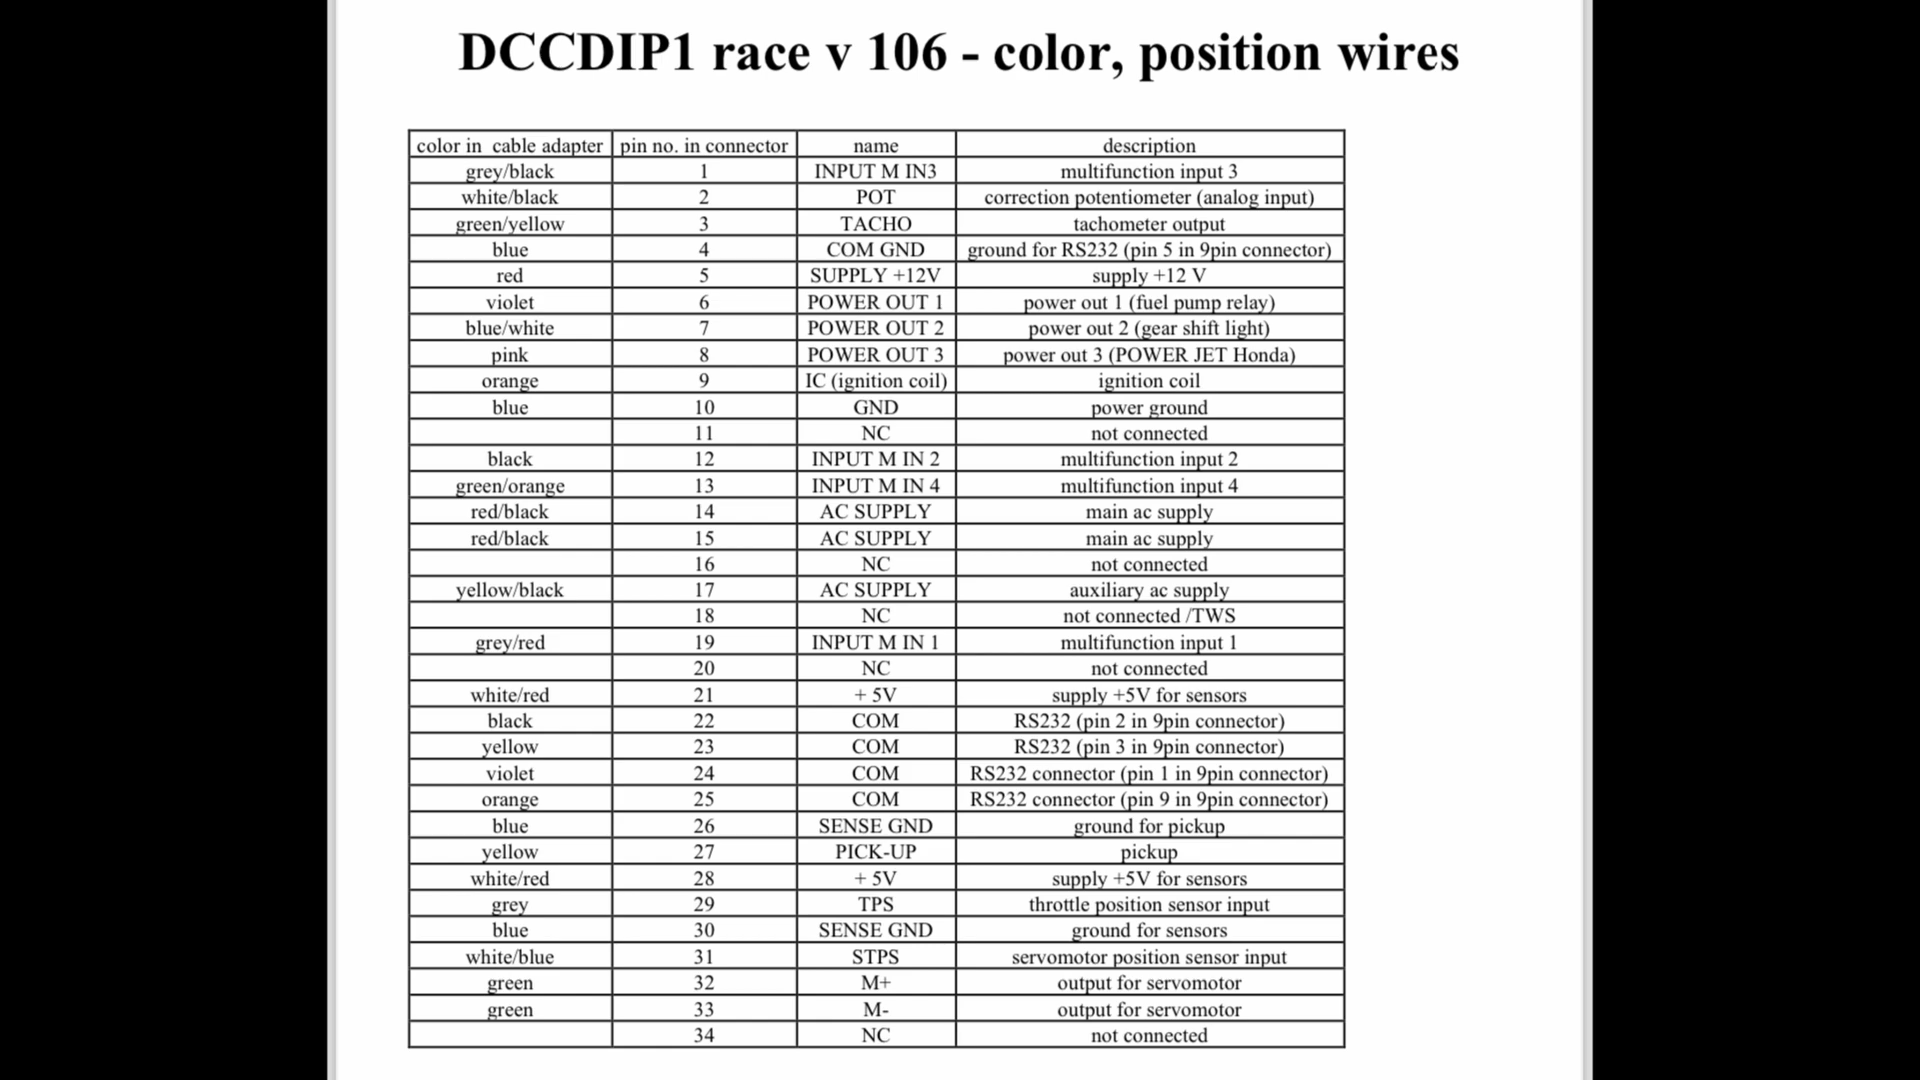 DCCDIP1 race v 106 - color, position wires
color in cable adapter pin no. in connector name description
grey/black 1 INPUT M IN3 multifunction input 3
white/black 2 POT correction potentiometer (analog input)
green/yellow 3 TACHO tachometer output
blue 4 COM GND ground for RS232 (pin 5 in 9pin connector)
red 5 SUPPLY +12V supply +12 V
violet 6 POWER OUT 1 power out 1 (fuel pump relay)
blue/white 7 POWER OUT 2 power out 2 (gear shift light)
pink 8 POWER OUT 3 power out 3 (POWER JET Honda)
orange 9 IC (ignition coil) ignition coil
blue 10 GND power ground
11 NC not connected
black 12 INPUT M IN 2 multifunction input 2
green/orange 13 INPUT M IN 4 multifunction input 4
red/black 14 AC SUPPLY main ac supply
red/black 15 AC SUPPLY main ac supply
16 NC not connected
yellow/black 17 AC SUPPLY auxiliary ac supply
18 NC not connected /TWS
grey/red 19 INPUT M IN 1 multifunction input 1
20 NC not connected
white/red 21 + 5V supply +5V for sensors
black 22 COM RS232 (pin 2 in 9pin connector)
yellow 23 COM RS232 (pin 3 in 9pin connector)
violet 24 COM RS232 connector (pin 1 in 9pin connector)
orange 25 COM RS232 connector (pin 9 in 9pin connector)
blue 26 SENSE GND ground for pickup
yellow 27 PICK-UP pickup
white/red 28 + 5V supply +5V for sensors
grey 29 TPS throttle position sensor input
blue 30 SENSE GND ground for sensors
white/blue 31 STPS servomotor position sensor input
green 32 M+ output for servomotor
green 33 M- output for servomotor
34 NC not connected